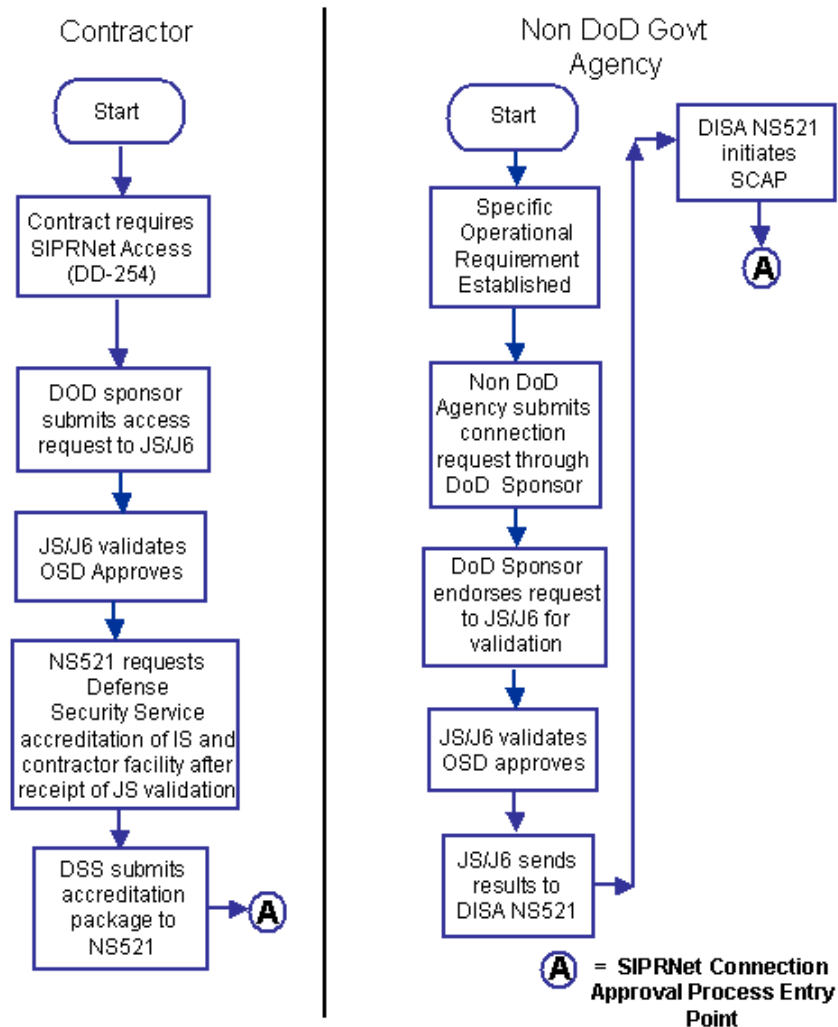 Contractor
Start
Contract requires
SIPRNet Access
(DD-254)
DOD sponsor
submits access
request to JS/J6
JS/J6 validates
OSD Approves
NS521 requests
Defense
Security Service
accreditation of IS and
contractor facility after
receipt of JS validation
DSS submits
accreditation
package to
NS521
A
Non DoD Govt
Agency
Start
Specific
Operational
Requirement
Established
Non DoD
Agency submits
connection
request through
DoD Sponsor
DoD Sponsor
endorses request
to JS/J6 for
validation
JS/J6 validates
OSD approves
JS/J6 sends
results to
DISA NS521
DISA NS521
initiates
SCAP
A
A = SIPRNet Connection
Approval Process Entry
Point